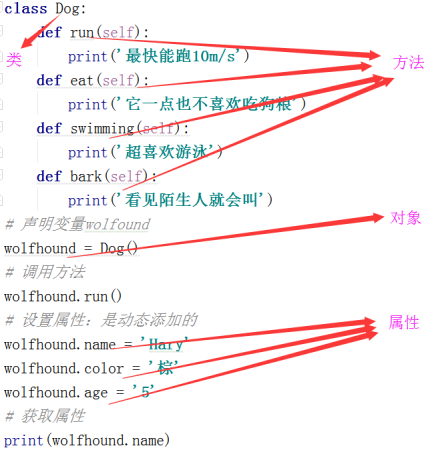 class Dog:
类
def run(self):
print('最快能跑10m/s')
方法
def eat(self):
print('它一点也不喜欢吃狗粮')
def swimming(self):
print('超喜欢游泳')
def bark(self):
print('看见陌生人就会叫')
# 声明变量wolfound
对象
wolfhound = Dog()
# 调用方法
wolfhound.run()
# 设置属性：是动态添加的
属性
wolfhound.name = 'Hary'
wolfhound.color = '棕'
wolfhound.age = '5'
# 获取属性
print(wolfhound.name)